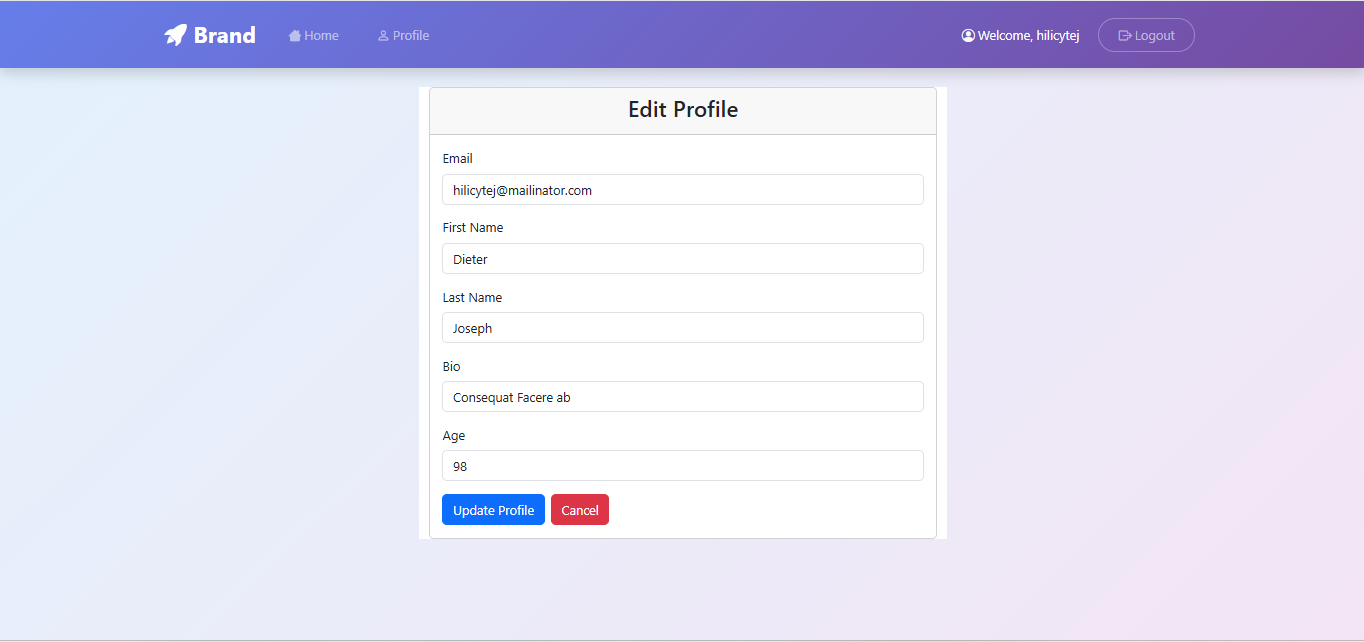 Brand Home Profile Welcome, hilicytej Logout
Edit Profile
Email
hilicytej@mailinator.com
First Name
Dieter
Last Name
Joseph
Bio
Consequat Facere ab
Age
98
Update Profile Cancel